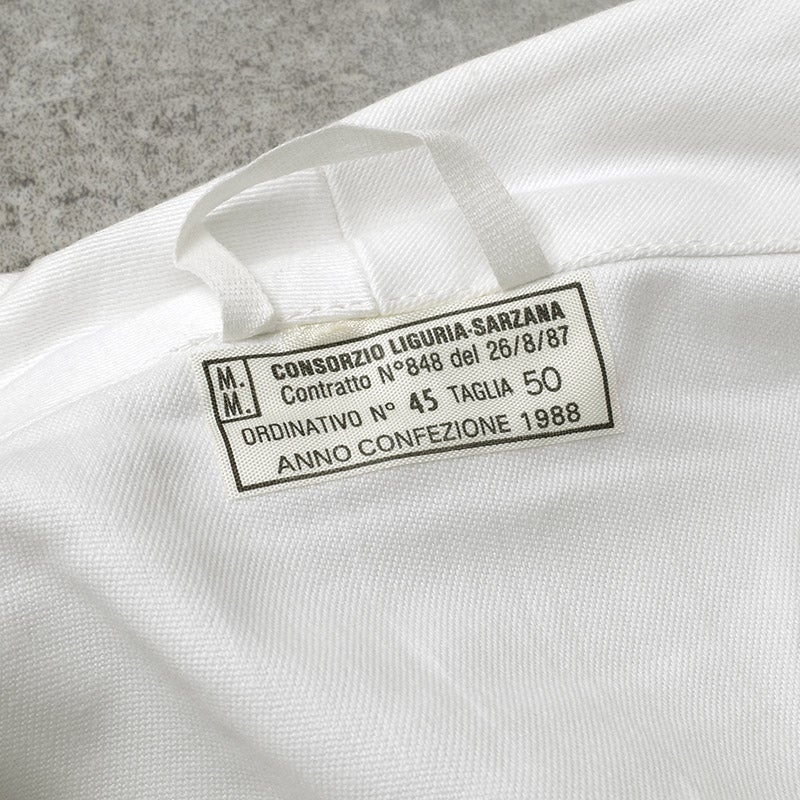 M.
M.
CONSORZIO LIGURIA-SARZANA
Contratto N°848 del 26/8/87
ORDINATIVO N° 45 TAGLIA 50
ANNO CONFEZIONE 1988